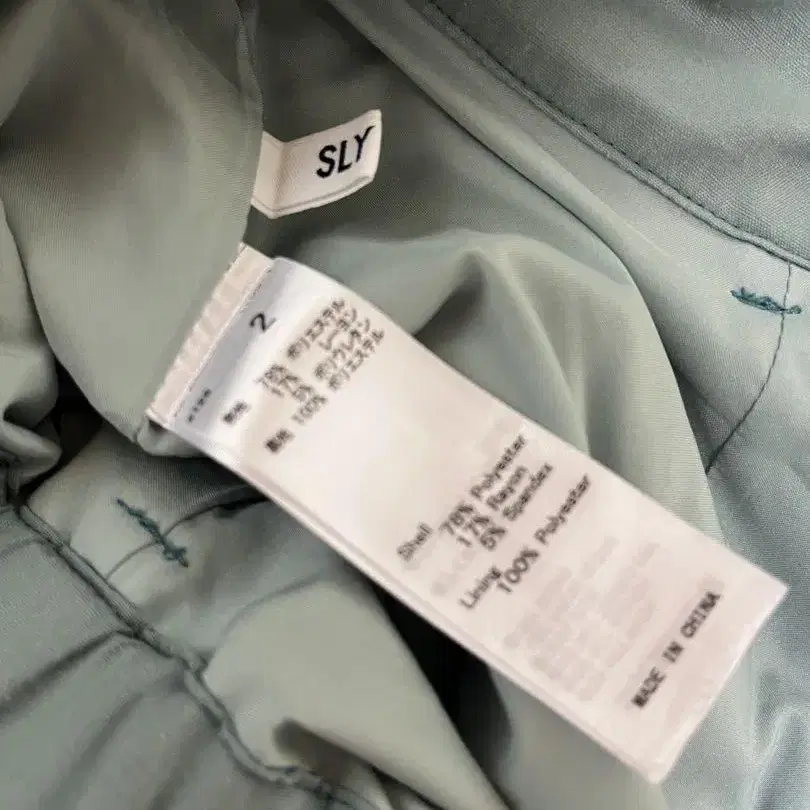 SLY
2
78% ポリエステル
17% レーヨン
5% ポリウレタン
100% ポリエステル
Shell
78% Polyester
17% Rayon
5% Spandex
Lining
100% Polyester
MADE IN CHINA